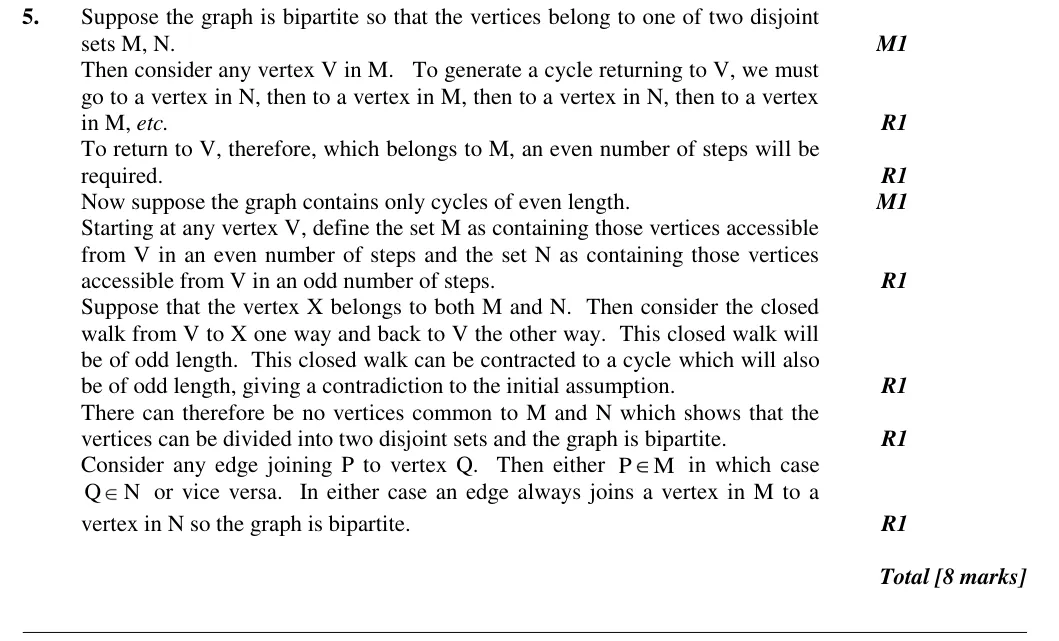 5. Suppose the graph is bipartite so that the vertices belong to one of two disjoint
sets M, N. M1
Then consider any vertex V in M. To generate a cycle returning to V, we must
go to a vertex in N, then to a vertex in M, then to a vertex in N, then to a vertex
in M, etc. R1
To return to V, therefore, which belongs to M, an even number of steps will be
required. R1
Now suppose the graph contains only cycles of even length. M1
Starting at any vertex V, define the set M as containing those vertices accessible
from V in an even number of steps and the set N as containing those vertices
accessible from V in an odd number of steps. R1
Suppose that the vertex X belongs to both M and N. Then consider the closed
walk from V to X one way and back to V the other way. This closed walk will
be of odd length. This closed walk can be contracted to a cycle which will also
be of odd length, giving a contradiction to the initial assumption. R1
There can therefore be no vertices common to M and N which shows that the
vertices can be divided into two disjoint sets and the graph is bipartite. R1
Consider any edge joining P to vertex Q. Then either P∈M in which case
Q∈N or vice versa. In either case an edge always joins a vertex in M to a
vertex in N so the graph is bipartite. R1
Total [8 marks]